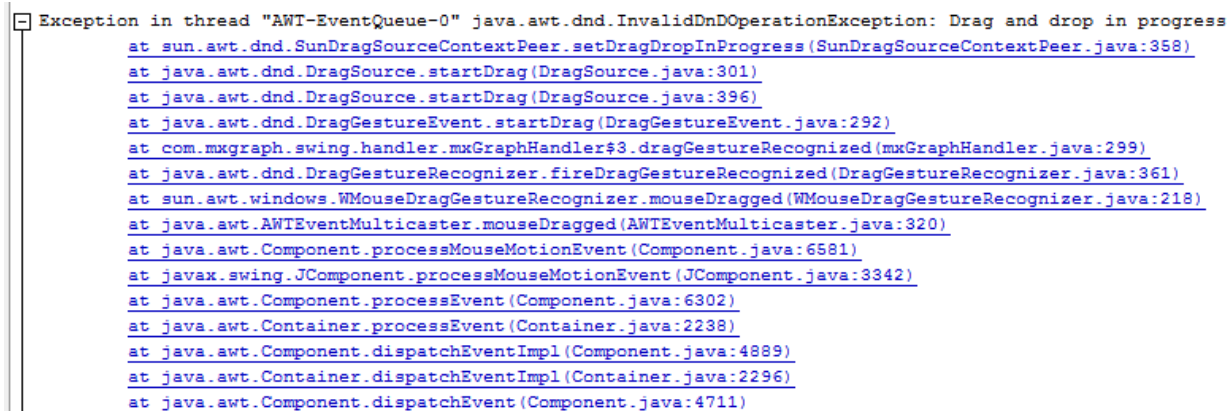 Exception in thread "AWT-EventQueue-0" java.awt.dnd.InvalidDnDOperationException: Drag and drop in progress
at sun.awt.dnd.SunDragSourceContextPeer.setDragDropInProgress(SunDragSourceContextPeer.java:358)
at java.awt.dnd.DragSource.startDrag(DragSource.java:301)
at java.awt.dnd.DragSource.startDrag(DragSource.java:396)
at java.awt.dnd.DragGestureEvent.startDrag(DragGestureEvent.java:292)
at com.mxgraph.swing.handler.mxGraphHandler$3.dragGestureRecognized(mxGraphHandler.java:299)
at java.awt.dnd.DragGestureRecognizer.fireDragGestureRecognized(DragGestureRecognizer.java:361)
at sun.awt.windows.WMouseDragGestureRecognizer.mouseDragged(WMouseDragGestureRecognizer.java:218)
at java.awt.AWTEventMulticaster.mouseDragged(AWTEventMulticaster.java:320)
at java.awt.Component.processMouseMotionEvent(Component.java:6581)
at javax.swing.JComponent.processMouseMotionEvent(JComponent.java:3342)
at java.awt.Component.processEvent(Component.java:6302)
at java.awt.Container.processEvent(Container.java:2238)
at java.awt.Component.dispatchEventImpl(Component.java:4889)
at java.awt.Container.dispatchEventImpl(Container.java:2296)
at java.awt.Component.dispatchEvent(Component.java:4711)